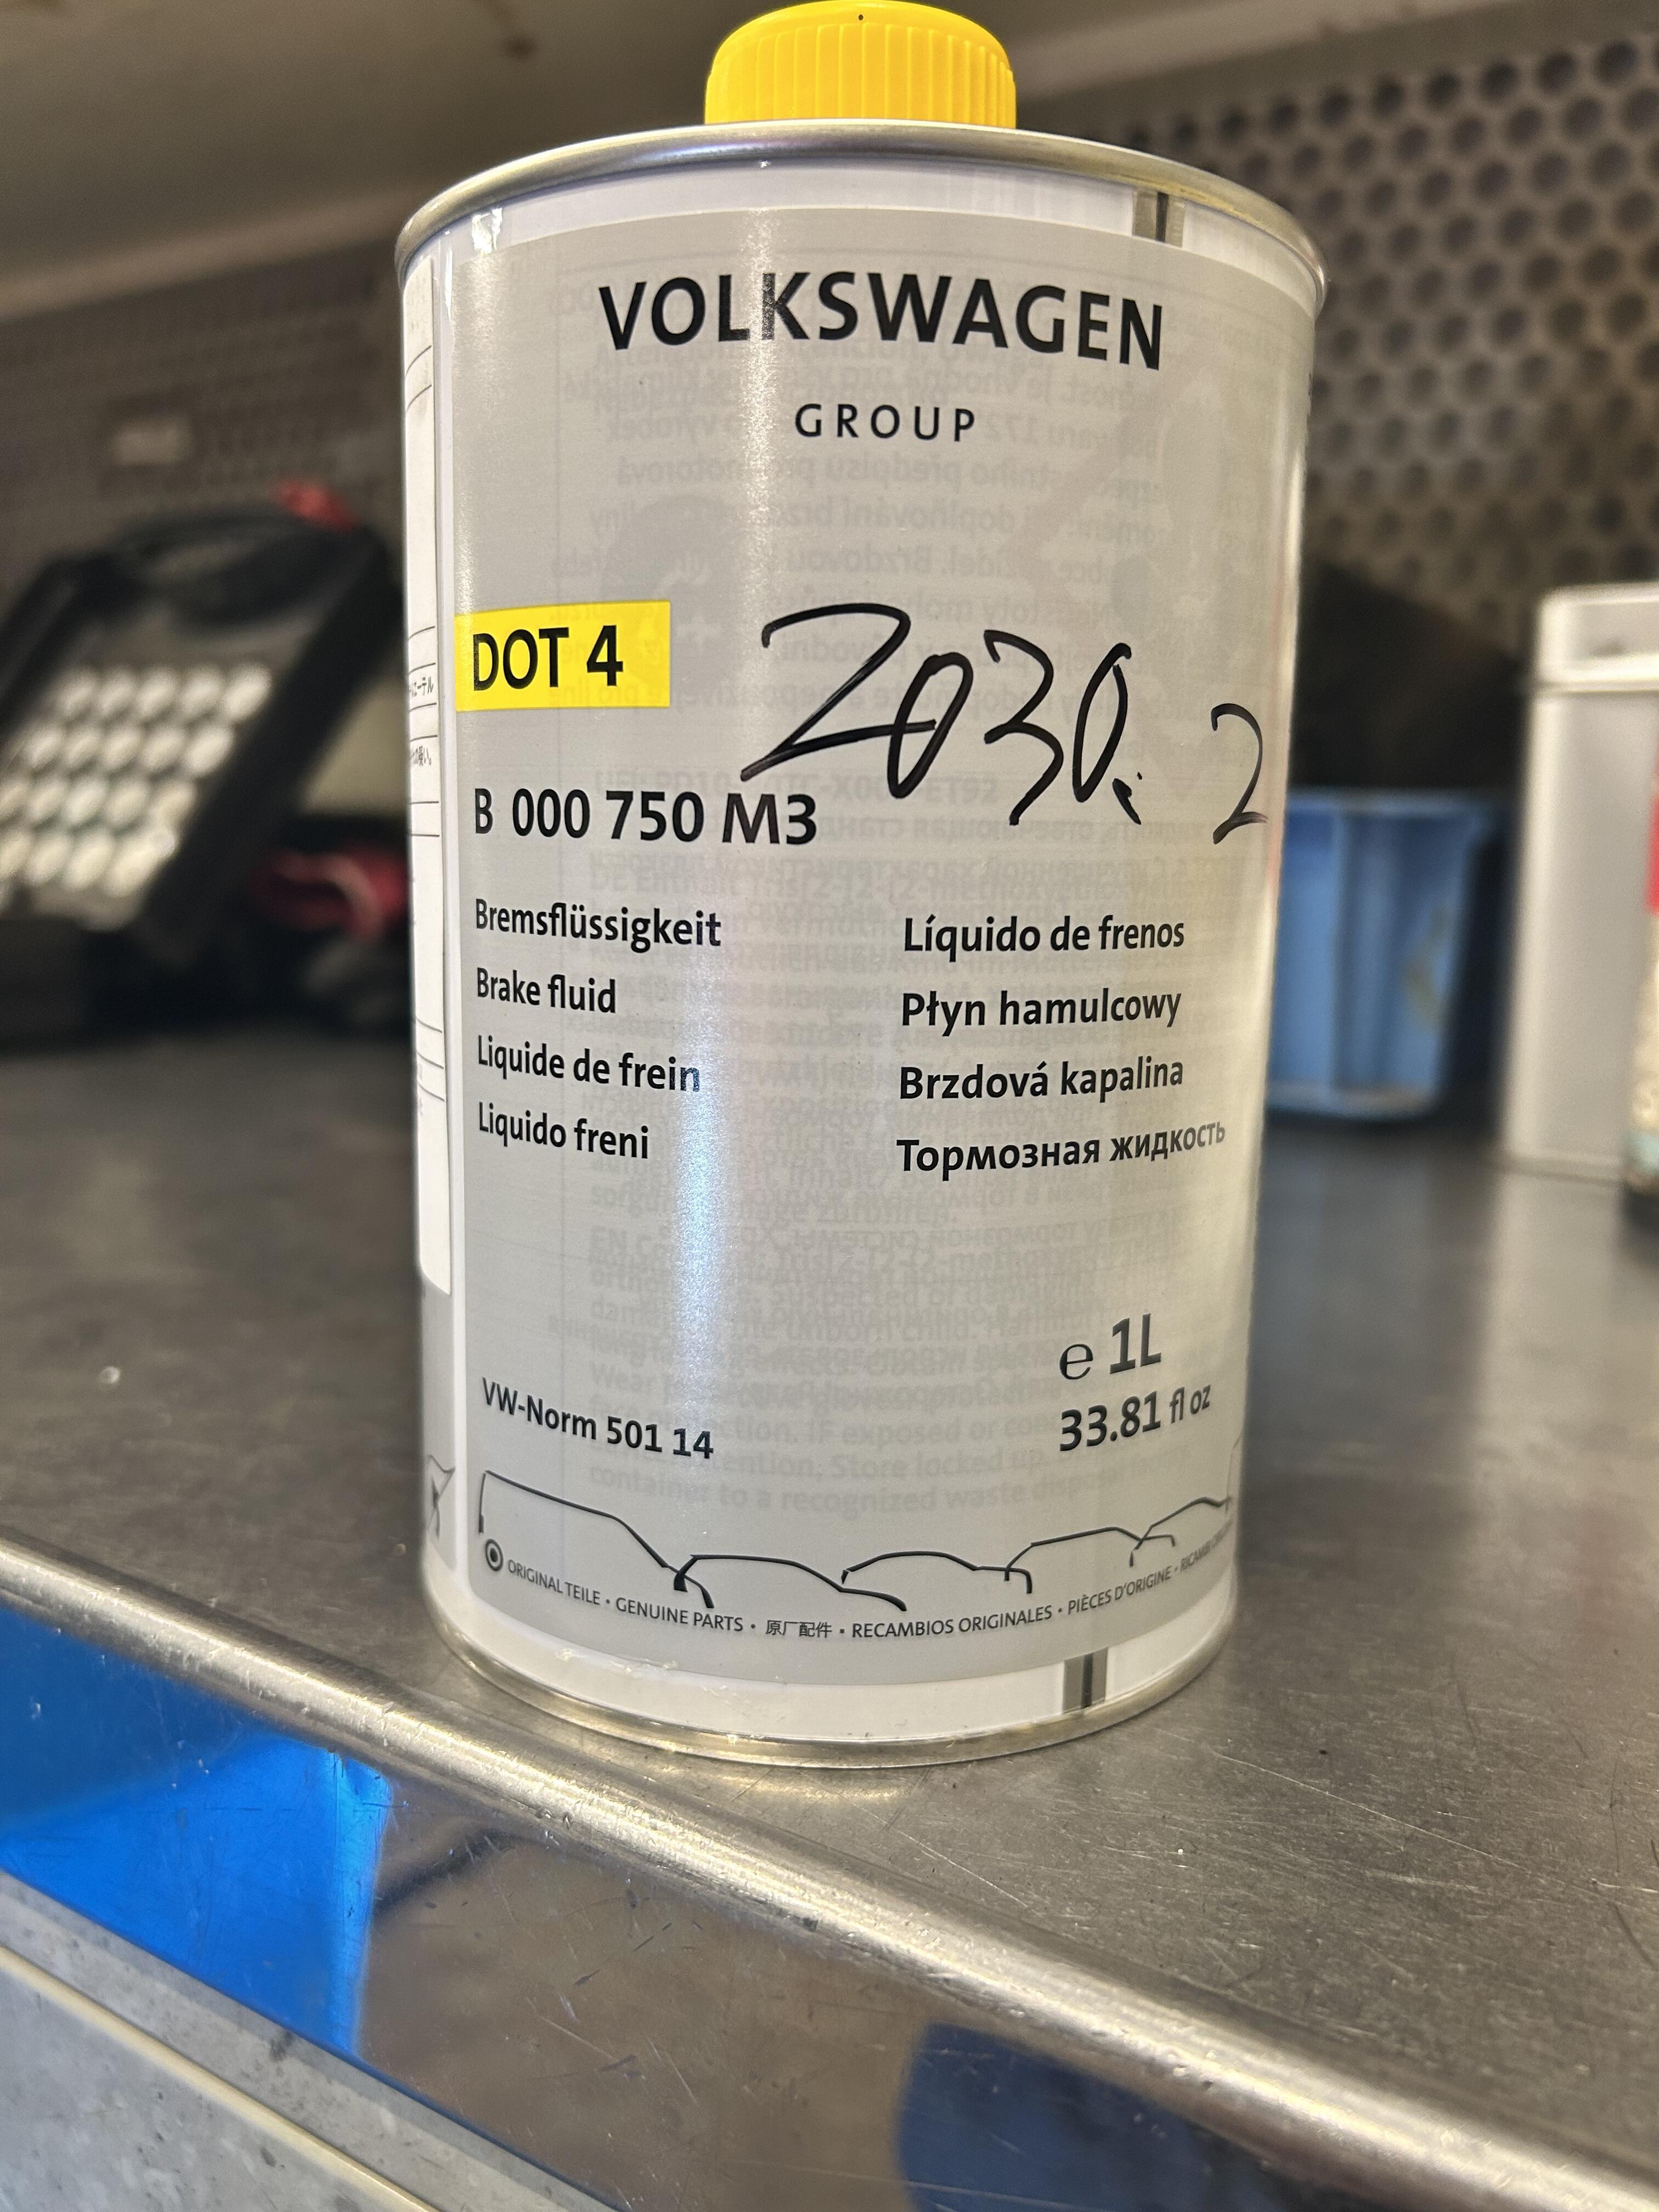 VOLKSWAGEN
GROUP
DOT 4
2030. 2
B 000 750 M3
Bremsflüssigkeit
Brake fluid
Liquide de frein
Liquido freni
Líquido de frenos
Płyn hamulcowy
Brzdová kapalina
Тормозная жидкость
℮ 1L
33.81 fl oz
VW-Norm 501 14
ORIGINAL TEILE • GENUINE PARTS • 原厂配件 • RECAMBIOS ORIGINALES • PIÈCES D'ORIGINE • RICAMBI